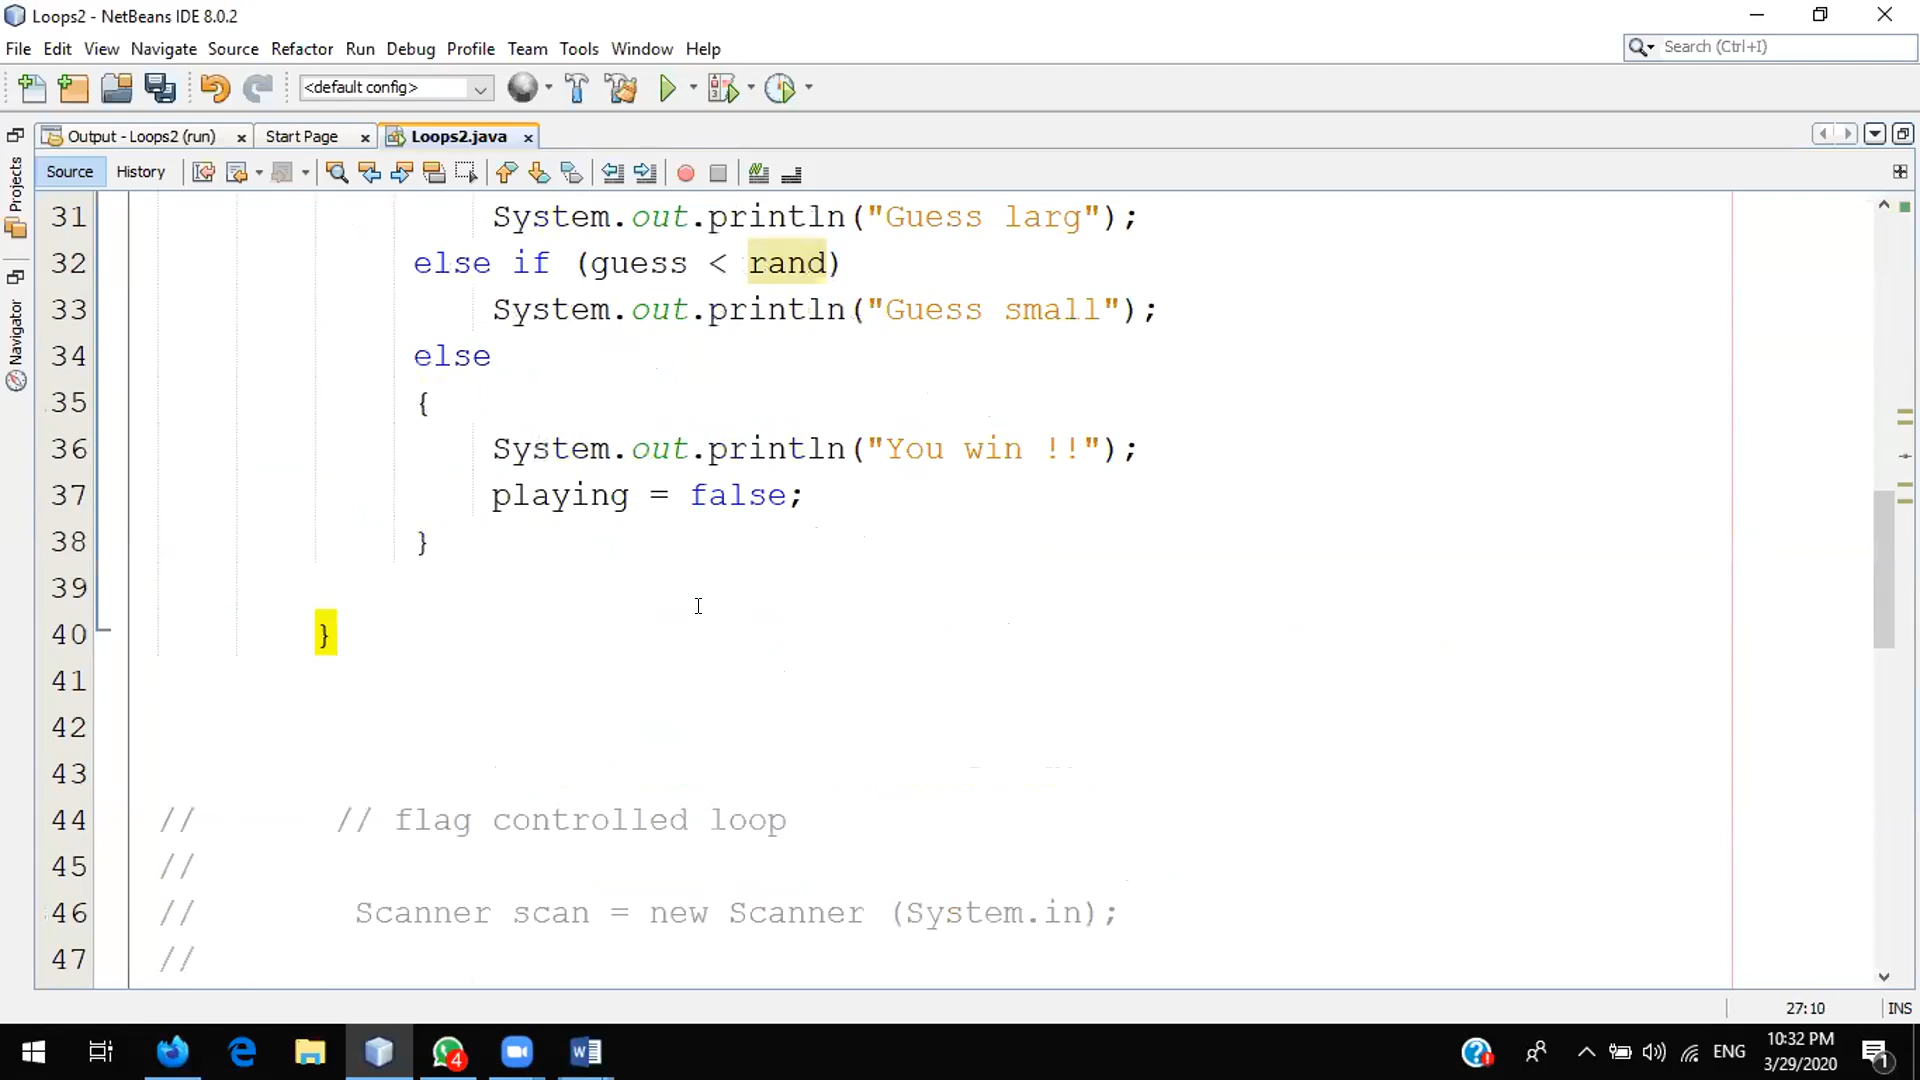 Loops2 - NetBeans IDE 8.0.2
File Edit View Navigate Source Refactor Run Debug Profile Team Tools Window Help
Search (Ctrl+I)
<default config>
Output - Loops2 (run) Start Page Loops2.java
Source History
Projects
Navigator
31 System.out.println("Guess larg");
32 else if (guess < rand)
33 System.out.println("Guess small");
34 else
35 {
36 System.out.println("You win !!");
37 playing = false;
38 }
39
40 }
41
42
43
44 // // flag controlled loop
45 //
46 // Scanner scan = new Scanner (System.in);
47 //
27:10 INS
4
ENG
10:32 PM
3/29/2020
1